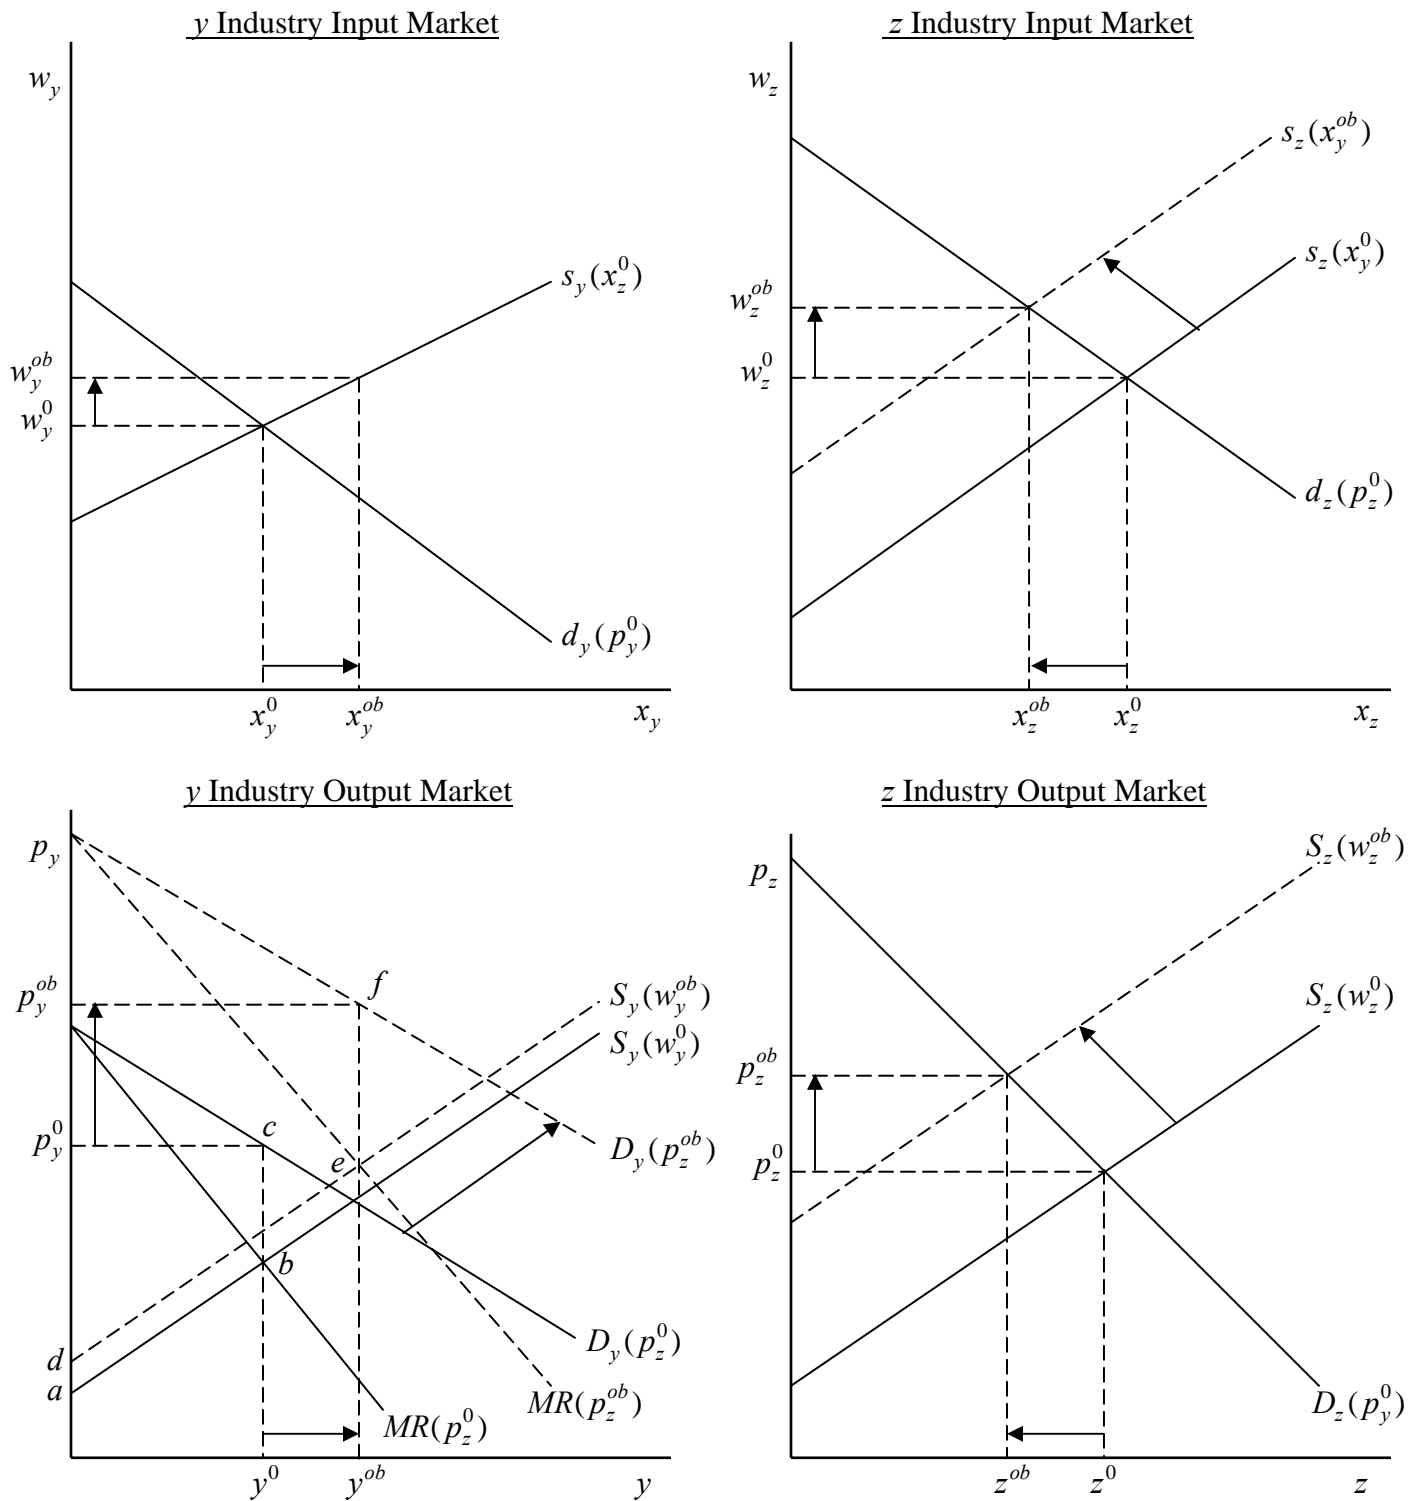 y Industry Input Market
w_y
s_y(x_z^0)
w_y^{ob}
w_y^0
d_y(p_y^0)
x_y^0
x_y^{ob}
x_y
z Industry Input Market
w_z
s_z(x_y^{ob})
s_z(x_y^0)
w_z^{ob}
w_z^0
d_z(p_z^0)
x_z^{ob}
x_z^0
x_z
y Industry Output Market
p_y
f
p_y^{ob}
S_y(w_y^{ob})
S_y(w_y^0)
c
p_y^0
e
D_y(p_z^{ob})
b
D_y(p_z^0)
d
a
MR(p_z^{ob})
MR(p_z^0)
y^0
y^{ob}
y
z Industry Output Market
S_z(w_z^{ob})
p_z
S_z(w_z^0)
p_z^{ob}
p_z^0
D_z(p_y^0)
z^{ob}
z^0
z